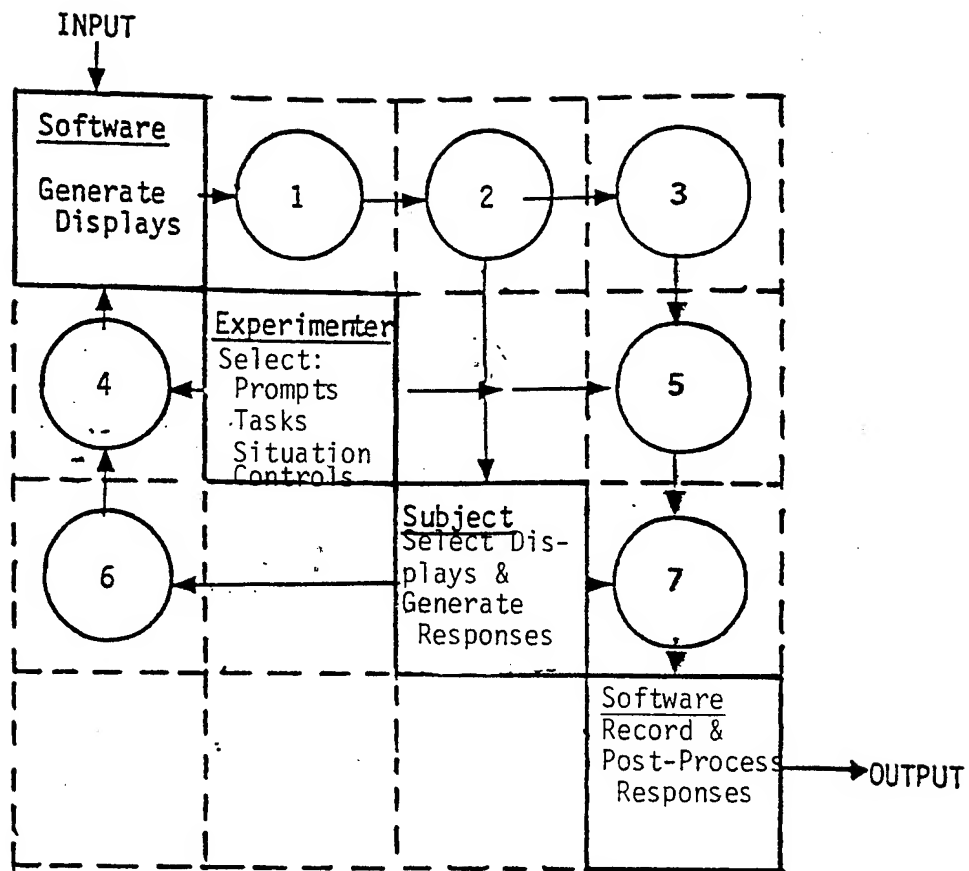 INPUT
Software
Generate
Displays
1
2
3
Experimenter
Select:
Prompts
Tasks
Situation
Controls
4
5
Subject
Select Dis-
plays &
Generate
Responses
6
7
Software
Record &
Post-Process
Responses
OUTPUT